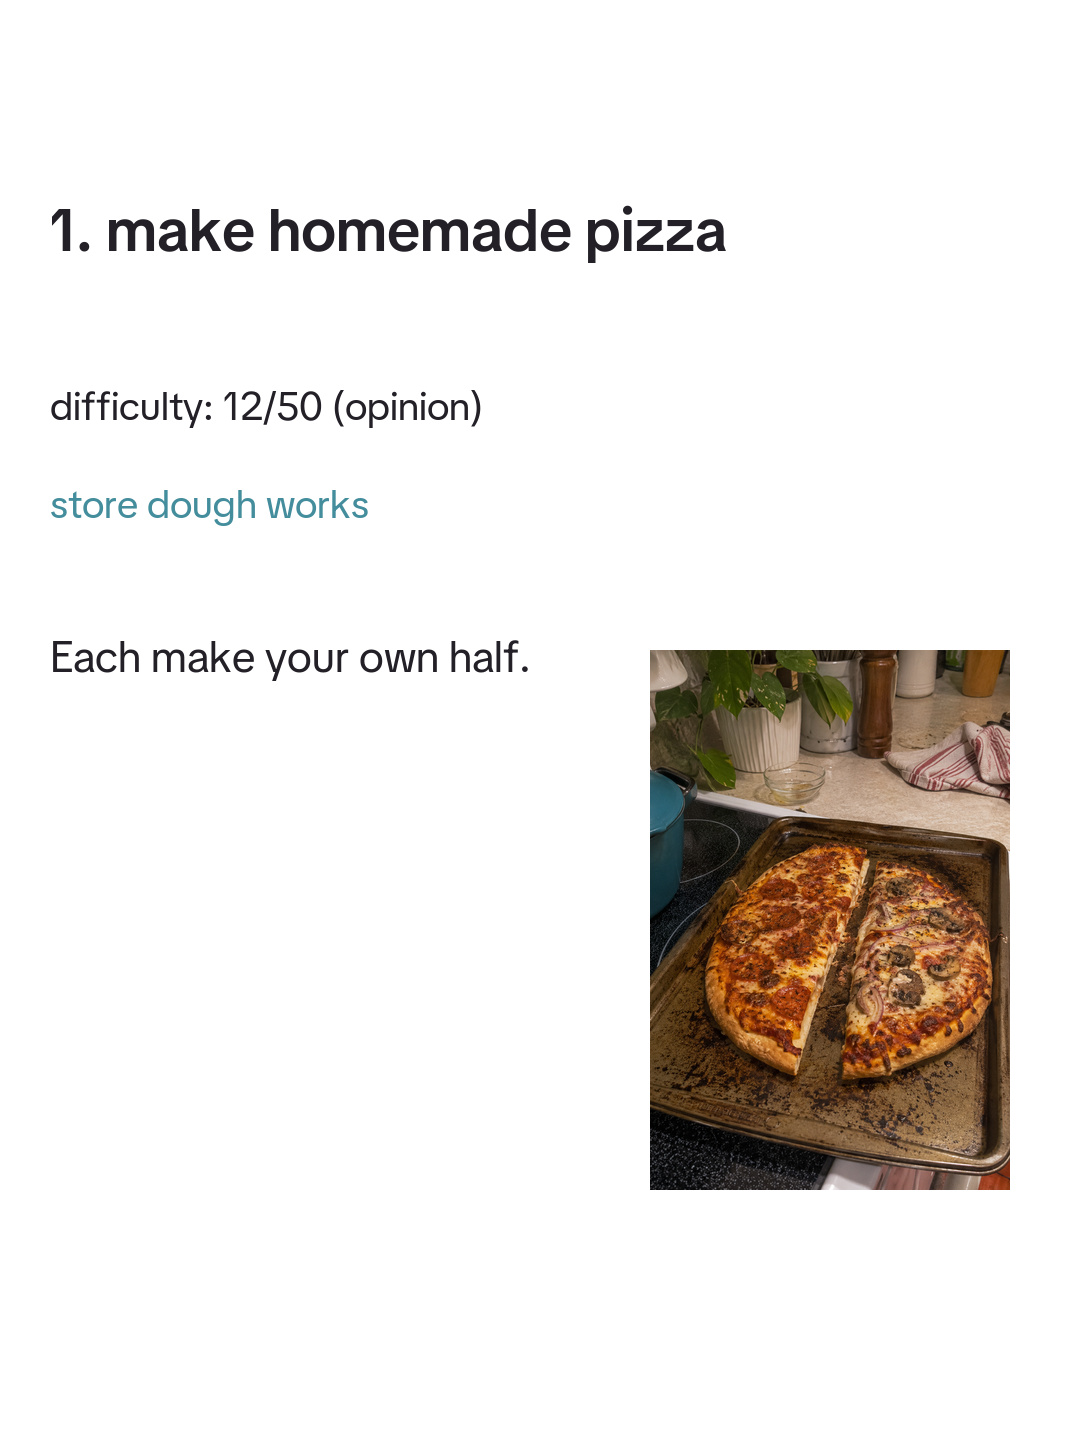 1. make homemade pizza
difficulty: 12/50 (opinion)
store dough works
Each make your own half.